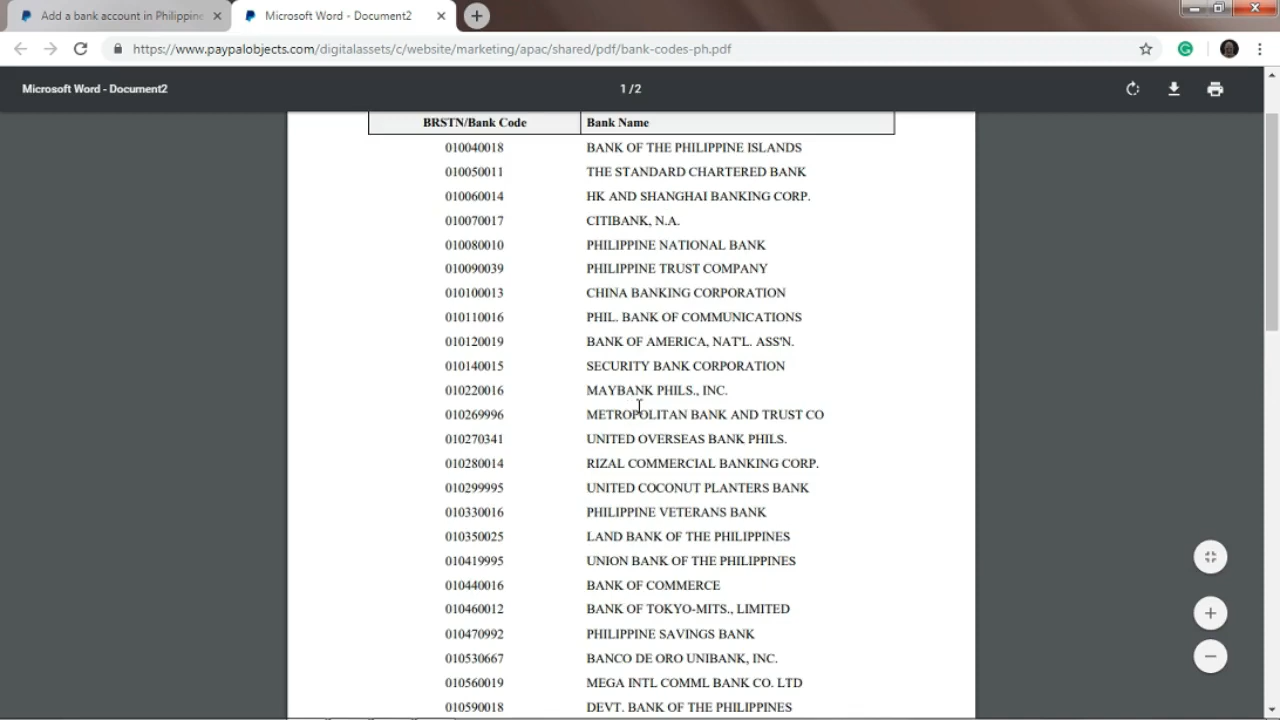 Add a bank account in Philippine
Microsoft Word - Document2
https://www.paypalobjects.com/digitalassets/c/website/marketing/apac/shared/pdf/bank-codes-ph.pdf
Microsoft Word - Document2
1 / 2
BRSTN/Bank Code Bank Name
010040018 BANK OF THE PHILIPPINE ISLANDS
010050011 THE STANDARD CHARTERED BANK
010060014 HK AND SHANGHAI BANKING CORP.
010070017 CITIBANK, N.A.
010080010 PHILIPPINE NATIONAL BANK
010090039 PHILIPPINE TRUST COMPANY
010100013 CHINA BANKING CORPORATION
010110016 PHIL. BANK OF COMMUNICATIONS
010120019 BANK OF AMERICA, NAT'L. ASS'N.
010140015 SECURITY BANK CORPORATION
010220016 MAYBANK PHILS., INC.
010269996 METROPOLITAN BANK AND TRUST CO
010270341 UNITED OVERSEAS BANK PHILS.
010280014 RIZAL COMMERCIAL BANKING CORP.
010299995 UNITED COCONUT PLANTERS BANK
010330016 PHILIPPINE VETERANS BANK
010350025 LAND BANK OF THE PHILIPPINES
010419995 UNION BANK OF THE PHILIPPINES
010440016 BANK OF COMMERCE
010460012 BANK OF TOKYO-MITS., LIMITED
010470992 PHILIPPINE SAVINGS BANK
010530667 BANCO DE ORO UNIBANK, INC.
010560019 MEGA INTL COMML BANK CO. LTD
010590018 DEVT. BANK OF THE PHILIPPINES